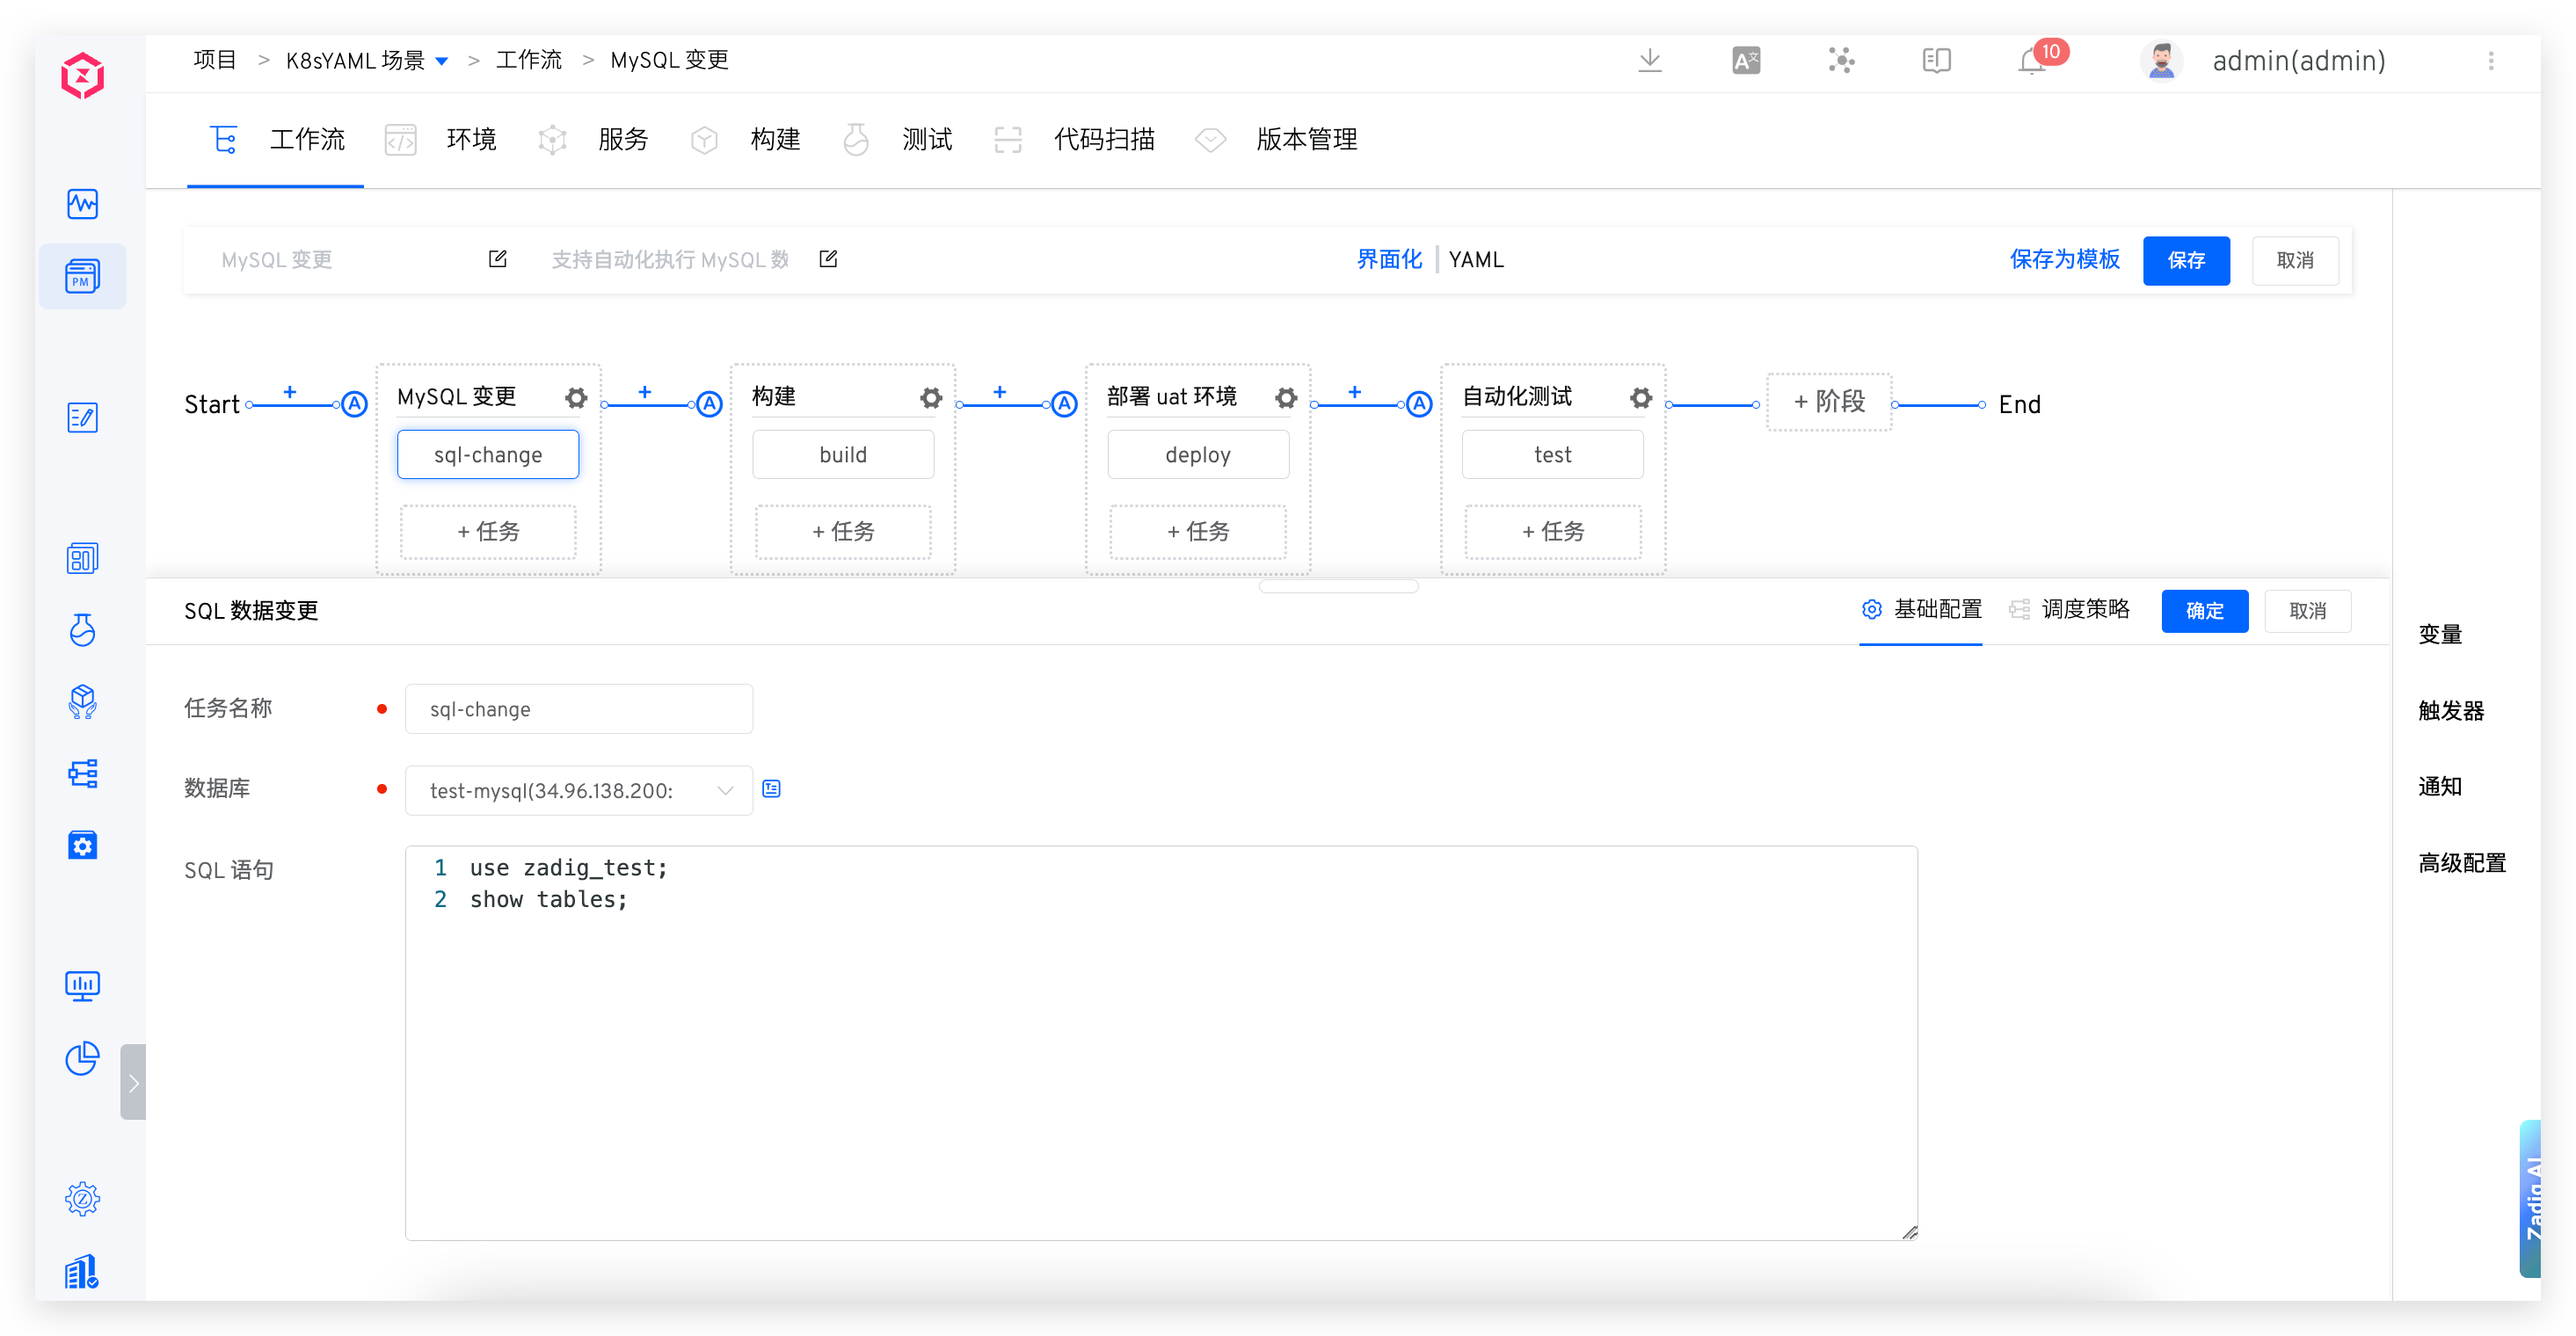 项目 > K8sYAML 场景 > 工作流 > MySQL 变更
10
admin(admin)
工作流 环境 服务 构建 测试 代码扫描 版本管理
PM
MySQL 变更 支持自动化执行 MySQL 数 界面化 YAML 保存为模板 保存 取消
Start MySQL 变更 构建 部署 uat 环境 自动化测试 + 阶段 End
sql-change build deploy test
+ 任务 + 任务 + 任务 + 任务
SQL 数据变更 基础配置 调度策略 确定 取消
变量
触发器
通知
高级配置
任务名称 sql-change
数据库 test-mysql(34.96.138.200:
SQL 语句
1 use zadig_test;
2 show tables;
Zadig AI